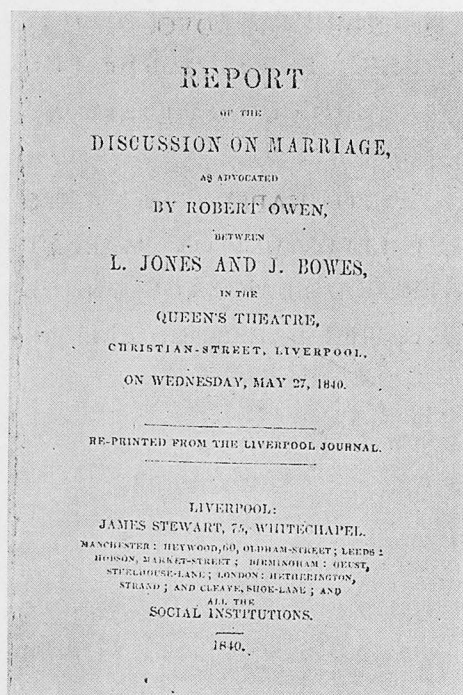 REPORT
OF THE
DISCUSSION ON MARRIAGE,
AS ADVOCATED
BY ROBERT OWEN,
BETWEEN
L. JONES AND J. BOWES,
IN THE
QUEEN'S THEATRE,
CHRISTIAN-STREET, LIVERPOOL,
ON WEDNESDAY, MAY 27, 1840.
RE-PRINTED FROM THE LIVERPOOL JOURNAL.
LIVERPOOL:
JAMES STEWART, 75, WHITECHAPEL.
MANCHESTER: HEYWOOD, 60, OLDHAM-STREET; LEEDS:
HOBSON, MARKET-STREET; BIRMINGHAM: GUEST,
STEELHOUSE-LANE; LONDON: HETHERINGTON,
STRAND; AND CLEAVE, SHOE-LANE; AND
ALL THE
SOCIAL INSTITUTIONS.
1840.